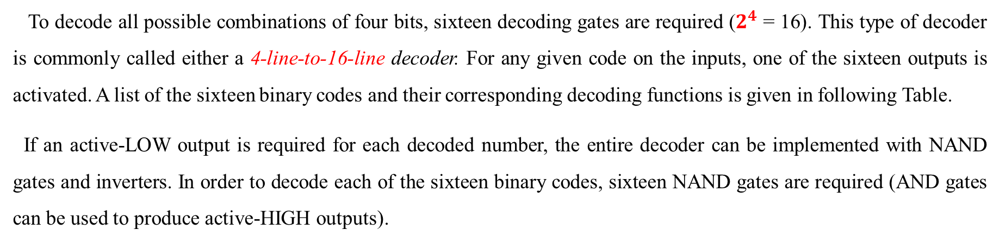 To decode all possible combinations of four bits, sixteen decoding gates are required (2⁴ = 16). This type of decoder
is commonly called either a 4-line-to-16-line decoder. For any given code on the inputs, one of the sixteen outputs is
activated. A list of the sixteen binary codes and their corresponding decoding functions is given in following Table.
If an active-LOW output is required for each decoded number, the entire decoder can be implemented with NAND
gates and inverters. In order to decode each of the sixteen binary codes, sixteen NAND gates are required (AND gates
can be used to produce active-HIGH outputs).